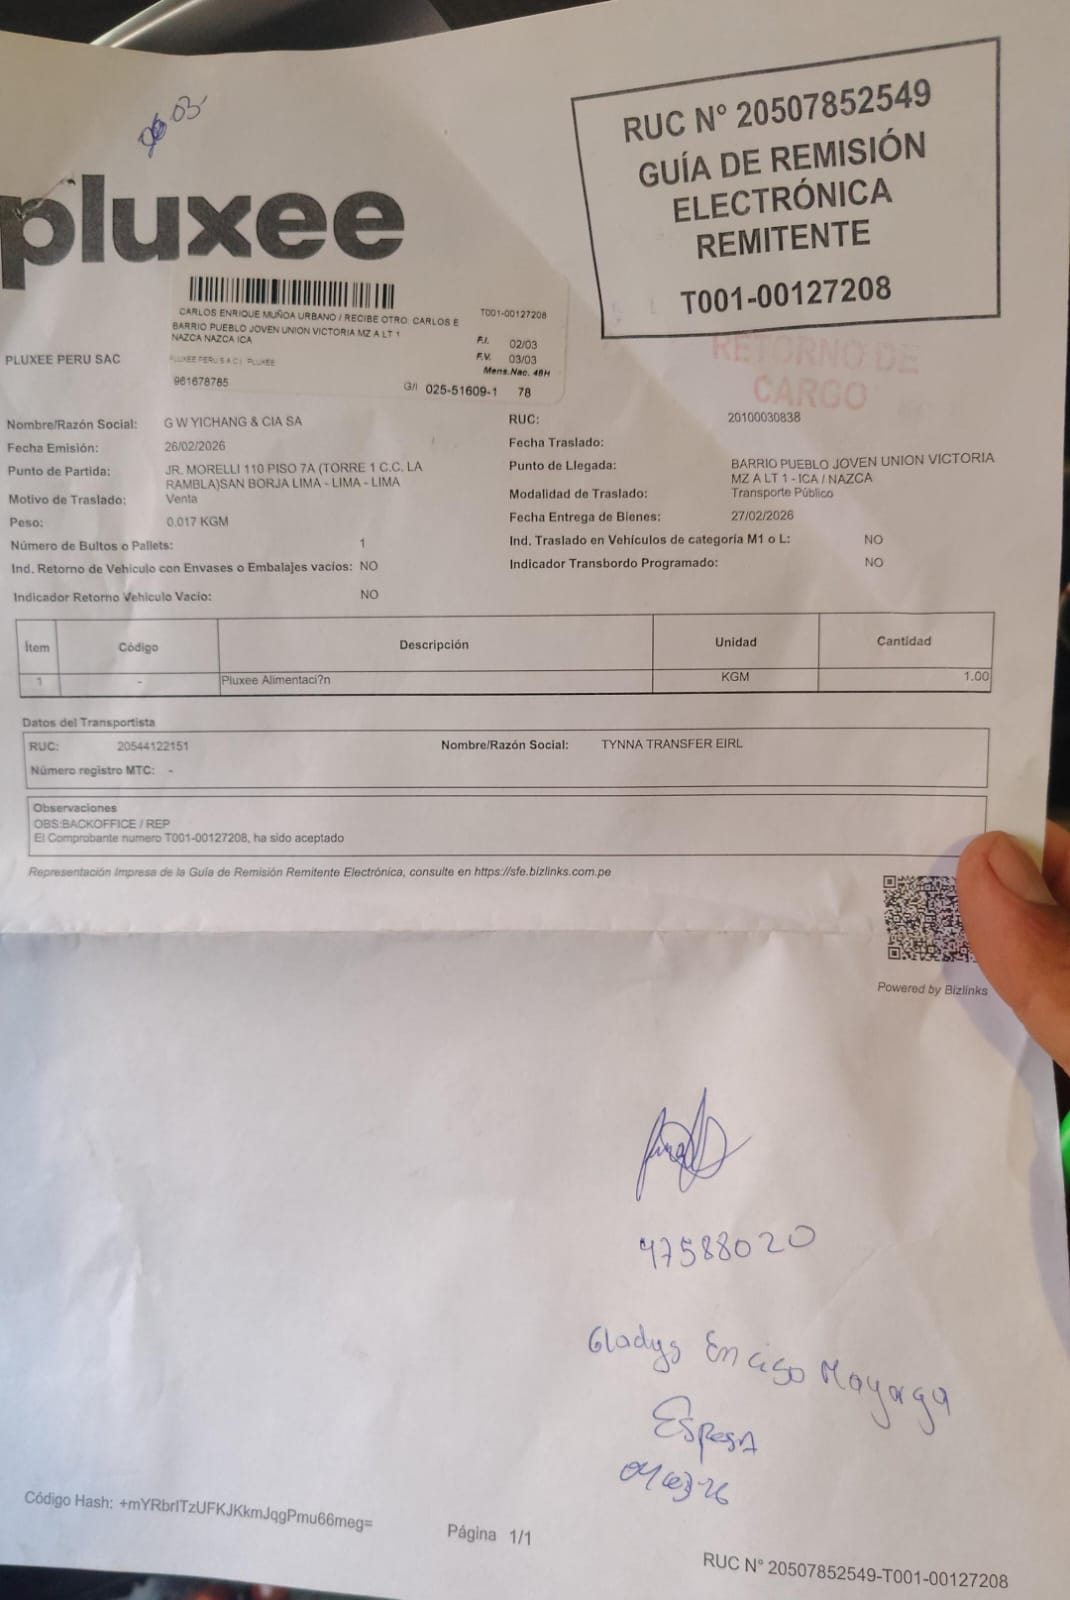 03-
pluxee
RUC N° 20507852549
GUÍA DE REMISIÓN
ELECTRÓNICA
REMITENTE
T001-00127208
RETORNO DE
CARGO
CARLOS ENRIQUE MUÑOA URBANO / RECIBE OTRO: CARLOS E T001-00127208
BARRIO PUEBLO JOVEN UNION VICTORIA MZ A LT 1
NAZCA NAZCA ICA
F.I. 02/03
F.V. 03/03
Mens.Nac. 48H
PLUXEE PERU S A C | PLUXEE
961678785
G/I 025-51609-1 78
PLUXEE PERU SAC
Nombre/Razón Social: G W YICHANG & CIA SA RUC: 20100030838
Fecha Emisión: 26/02/2026 Fecha Traslado:
Punto de Partida: JR. MORELLI 110 PISO 7A (TORRE 1 C.C. LA
RAMBLA)SAN BORJA LIMA - LIMA - LIMA
Punto de Llegada: BARRIO PUEBLO JOVEN UNION VICTORIA
MZ A LT 1 - ICA / NAZCA
Motivo de Traslado: Venta Modalidad de Traslado: Transporte Público
Peso: 0.017 KGM Fecha Entrega de Bienes: 27/02/2026
Número de Bultos o Pallets: 1 Ind. Traslado en Vehículos de categoría M1 o L: NO
Ind. Retorno de Vehículo con Envases o Embalajes vacíos: NO Indicador Transbordo Programado: NO
Indicador Retorno Vehículo Vacío: NO
Ítem Código Descripción Unidad Cantidad
1 - Pluxee Alimentaci?n KGM 1.00
Datos del Transportista
RUC: 20544122151 Nombre/Razón Social: TYNNA TRANSFER EIRL
Número registro MTC: -
Observaciones
OBS:BACKOFFICE / REP
El Comprobante numero T001-00127208, ha sido aceptado
Representación Impresa de la Guía de Remisión Remitente Electrónica, consulte en https://sfe.bizlinks.com.pe
Powered by Bizlinks
47588020
Gladys Enciso Mayorga
Esposa
Código Hash: +mYRbrITzUFKJKkmJqgPmu66meg=
Página 1/1
RUC N° 20507852549-T001-00127208